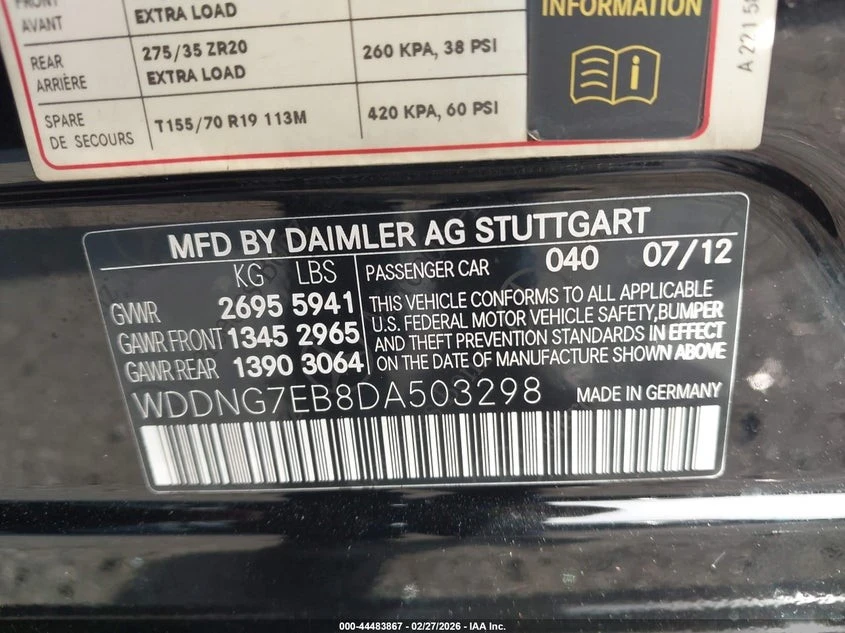 FRONT
AVANT EXTRA LOAD
INFORMATION
REAR 275/35 ZR20 260 KPA, 38 PSI
ARRIÈRE EXTRA LOAD
SPARE T155/70 R19 113M 420 KPA, 60 PSI
DE SECOURS
A 221 58
MFD BY DAIMLER AG STUTTGART
KG LBS PASSENGER CAR 040 07/12
GVWR 2695 5941
GAWR FRONT 1345 2965
GAWR REAR 1390 3064
THIS VEHICLE CONFORMS TO ALL APPLICABLE
U.S. FEDERAL MOTOR VEHICLE SAFETY,BUMPER
AND THEFT PREVENTION STANDARDS IN EFFECT
ON THE DATE OF MANUFACTURE SHOWN ABOVE
WDDNG7EB8DA503298 MADE IN GERMANY
000-44483867 - 02/27/2026 - IAA Inc.